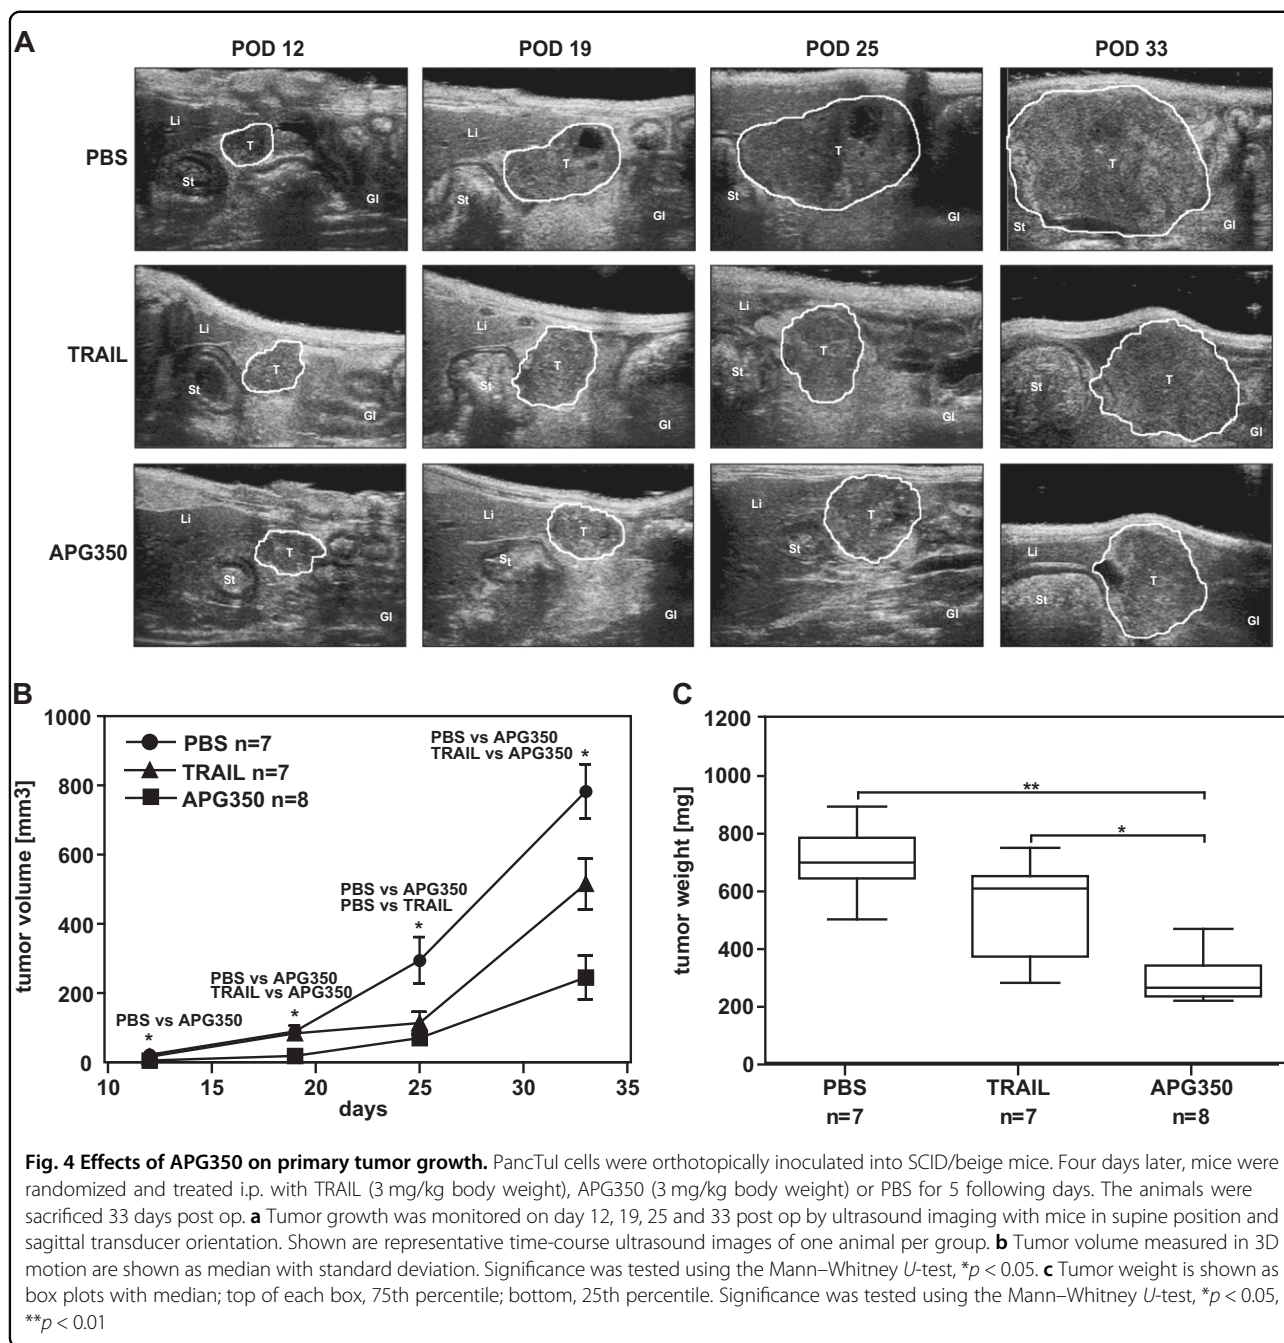 A
POD 12 POD 19 POD 25 POD 33
PBS
Li T St Gl
Li T St Gl
T St Gl
T St Gl
TRAIL
Li T St Gl
Li T St Gl
Li T St Gl
T St Gl
APG350
Li T St Gl
Li T St Gl
Li T St Gl
Li T St Gl
B
tumor volume [mm3]
1000
800
600
400
200
0
10 15 20 25 30 35
days
PBS n=7
TRAIL n=7
APG350 n=8
PBS vs APG350
*
PBS vs APG350
TRAIL vs APG350
*
PBS vs APG350
PBS vs TRAIL
*
PBS vs APG350
TRAIL vs APG350 *
C
tumor weight [mg]
1200
1000
800
600
400
200
0
**
*
PBS TRAIL APG350
n=7 n=7 n=8
Fig. 4 Effects of APG350 on primary tumor growth. PancTuI cells were orthotopically inoculated into SCID/beige mice. Four days later, mice were
randomized and treated i.p. with TRAIL (3 mg/kg body weight), APG350 (3 mg/kg body weight) or PBS for 5 following days. The animals were
sacrificed 33 days post op. a Tumor growth was monitored on day 12, 19, 25 and 33 post op by ultrasound imaging with mice in supine position and
sagittal transducer orientation. Shown are representative time-course ultrasound images of one animal per group. b Tumor volume measured in 3D
motion are shown as median with standard deviation. Significance was tested using the Mann–Whitney U-test, *p < 0.05. c Tumor weight is shown as
box plots with median; top of each box, 75th percentile; bottom, 25th percentile. Significance was tested using the Mann–Whitney U-test, *p < 0.05,
**p < 0.01